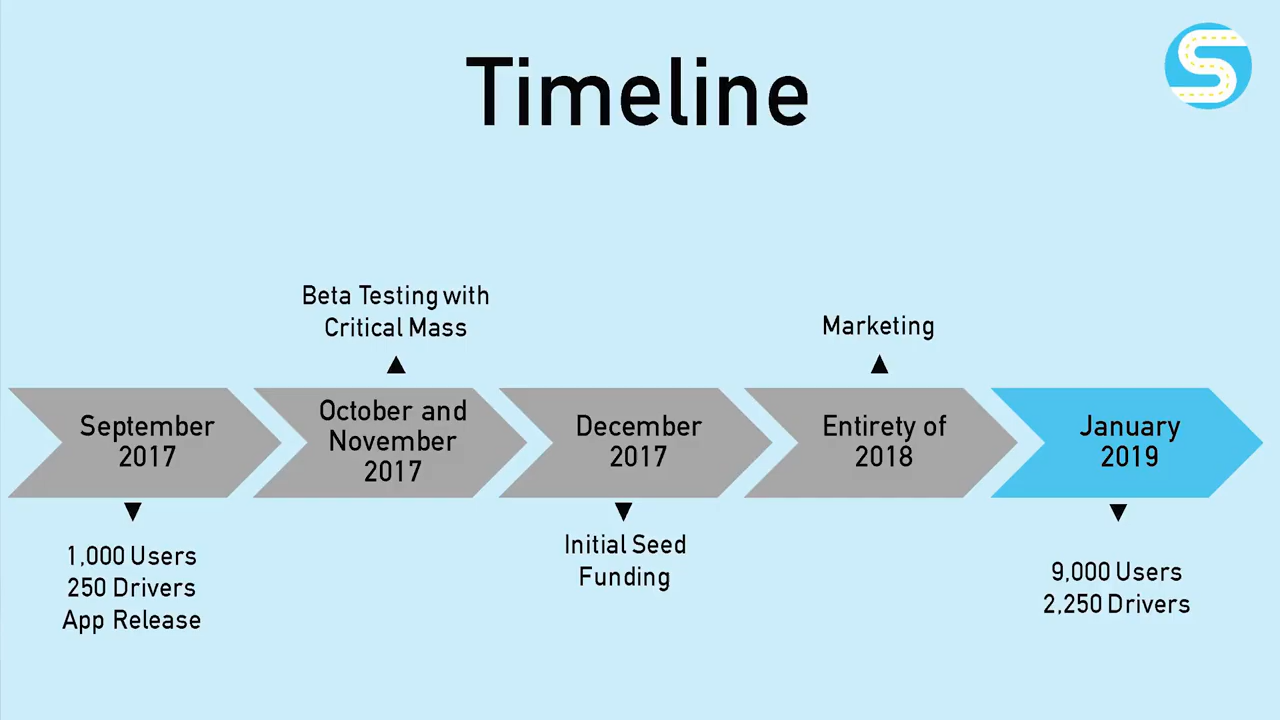 Timeline
Beta Testing with
Critical Mass
Marketing
September
2017
October and
November
2017
December
2017
Entirety of
2018
January
2019
1,000 Users
250 Drivers
App Release
Initial Seed
Funding
9,000 Users
2,250 Drivers